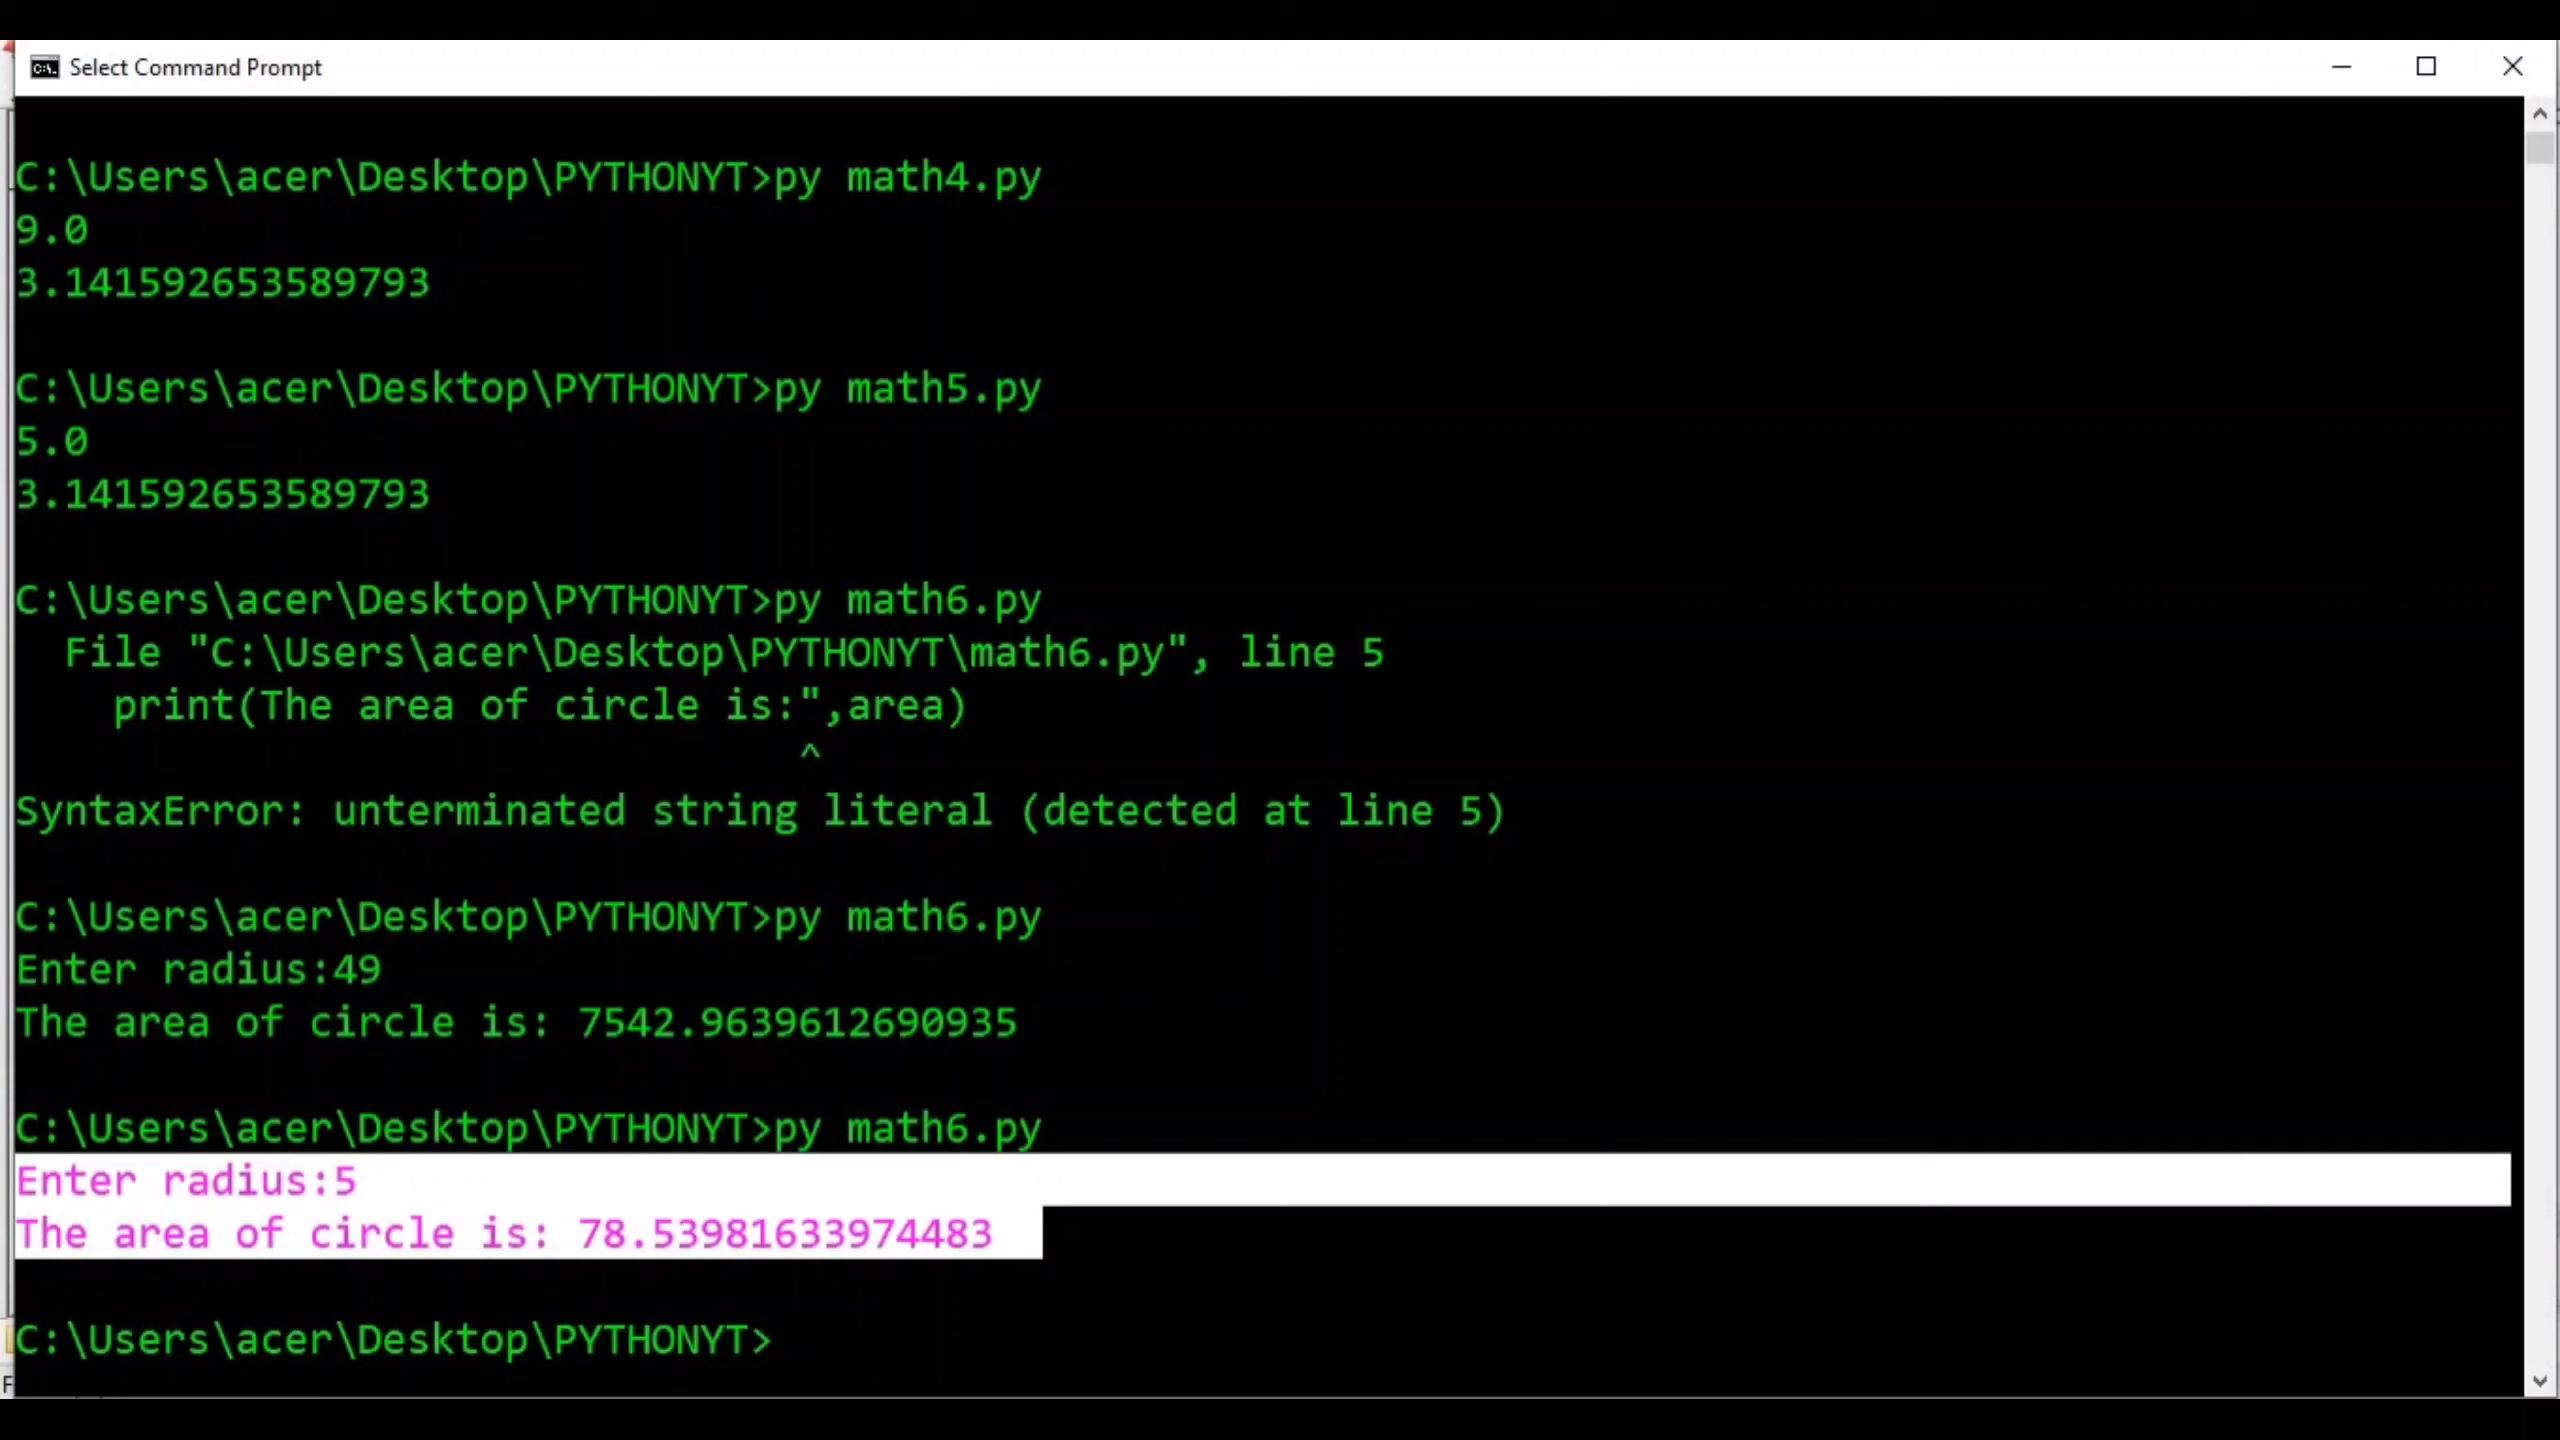 Select Command Prompt
C:\Users\acer\Desktop\PYTHONYT>py math4.py
9.0
3.141592653589793
C:\Users\acer\Desktop\PYTHONYT>py math5.py
5.0
3.141592653589793
C:\Users\acer\Desktop\PYTHONYT>py math6.py
  File "C:\Users\acer\Desktop\PYTHONYT\math6.py", line 5
    print(The area of circle is:",area)
                                ^
SyntaxError: unterminated string literal (detected at line 5)
C:\Users\acer\Desktop\PYTHONYT>py math6.py
Enter radius:49
The area of circle is: 7542.9639612690935
C:\Users\acer\Desktop\PYTHONYT>py math6.py
Enter radius:5
The area of circle is: 78.53981633974483
C:\Users\acer\Desktop\PYTHONYT>